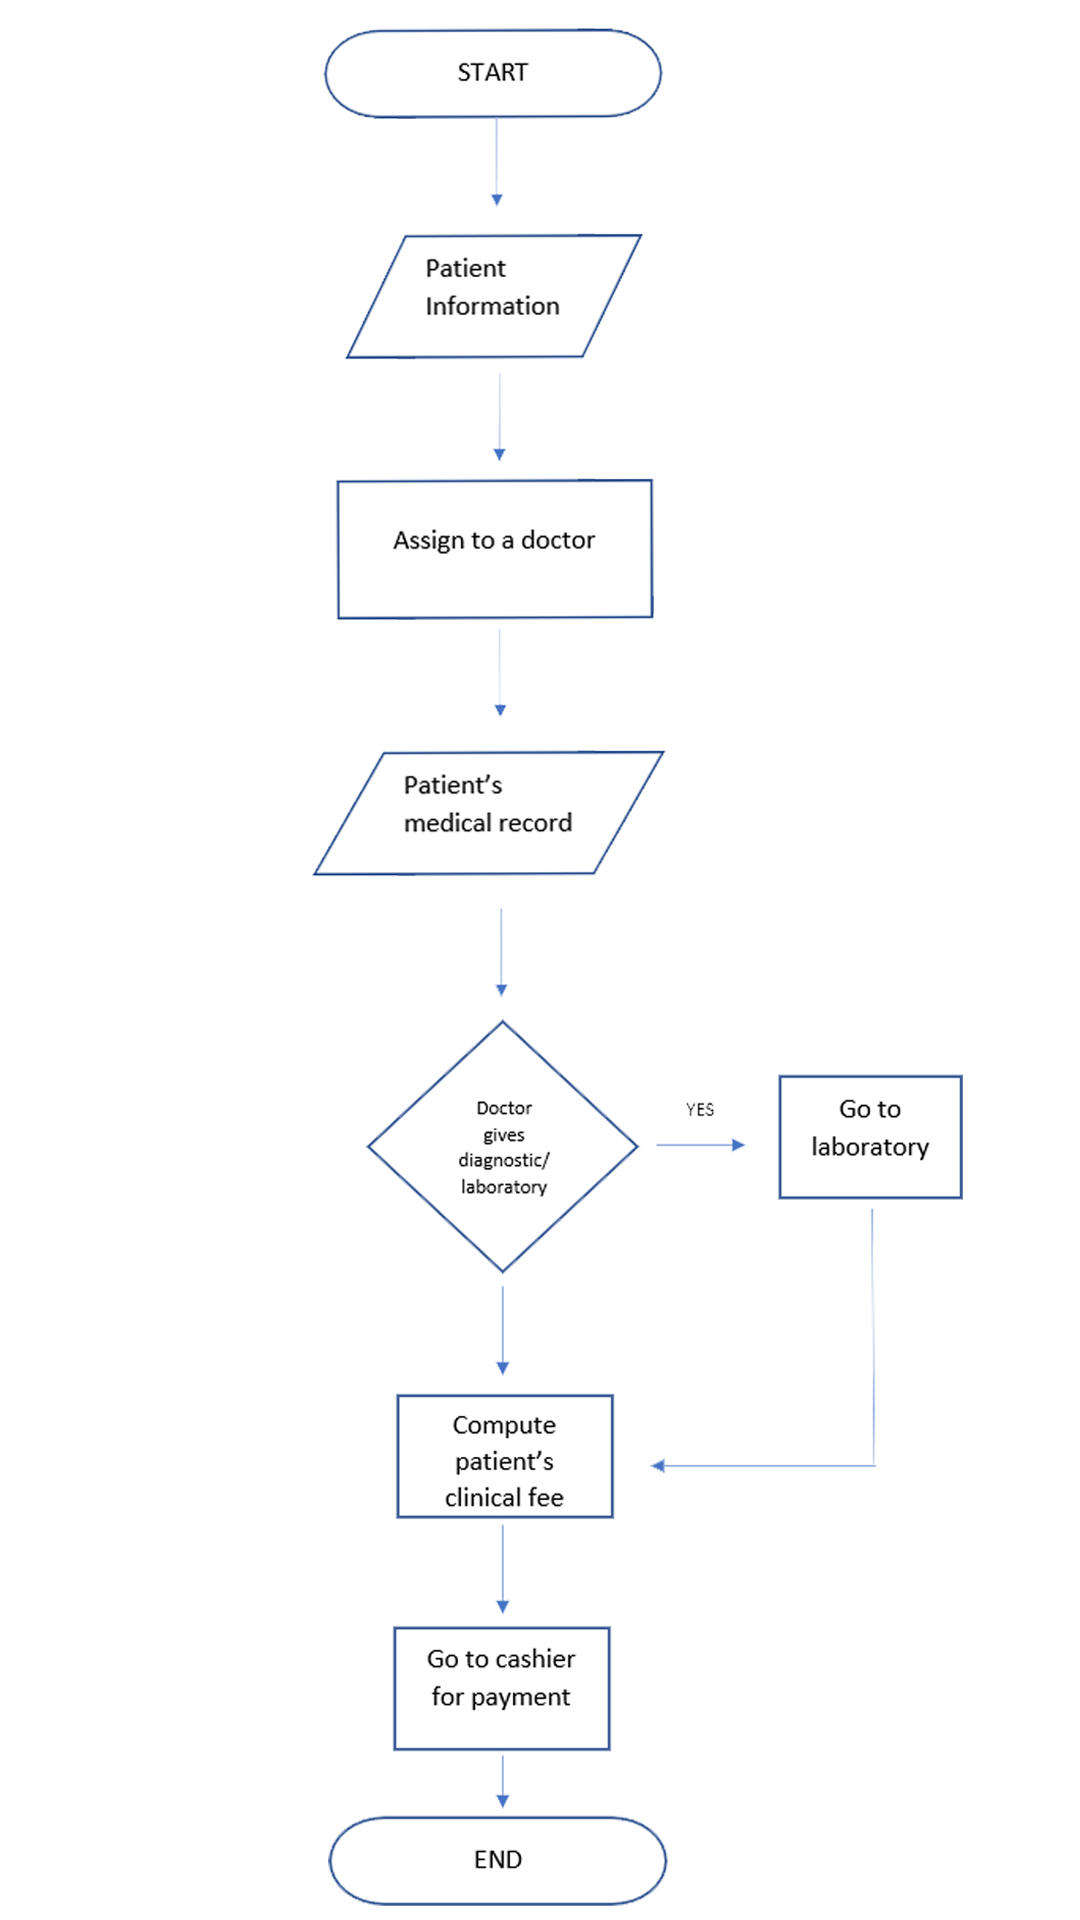 START
Patient
Information
Assign to a doctor
Patient’s
medical record
Doctor
gives
diagnostic/
laboratory
YES
Go to
laboratory
Compute
patient’s
clinical fee
Go to cashier
for payment
END